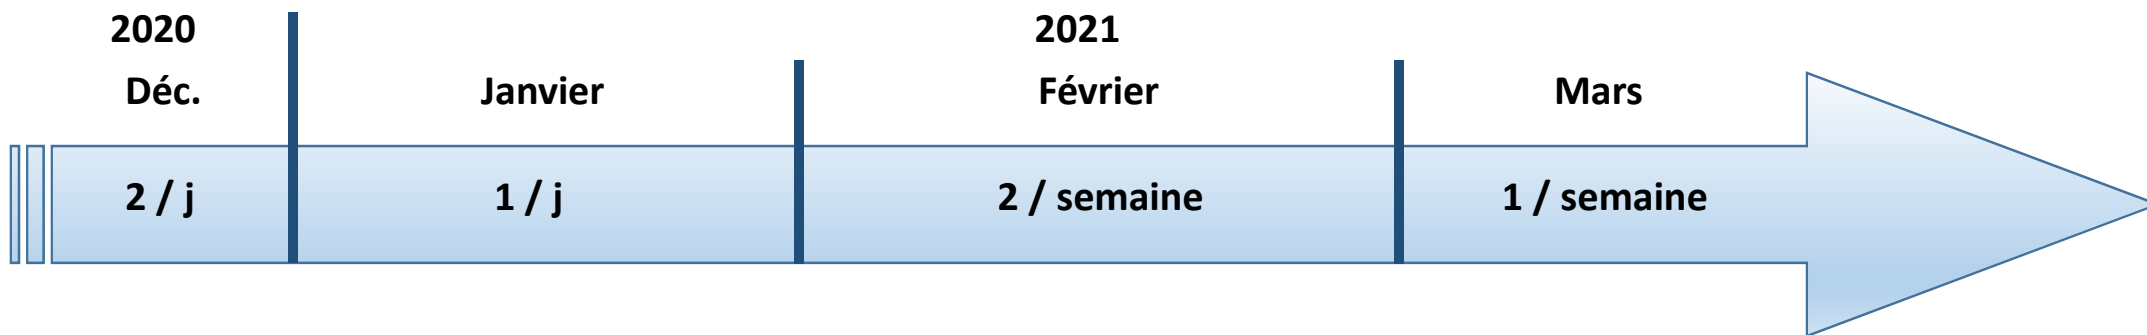 2020 2021
Déc. Janvier Février Mars
2 / j 1 / j 2 / semaine 1 / semaine